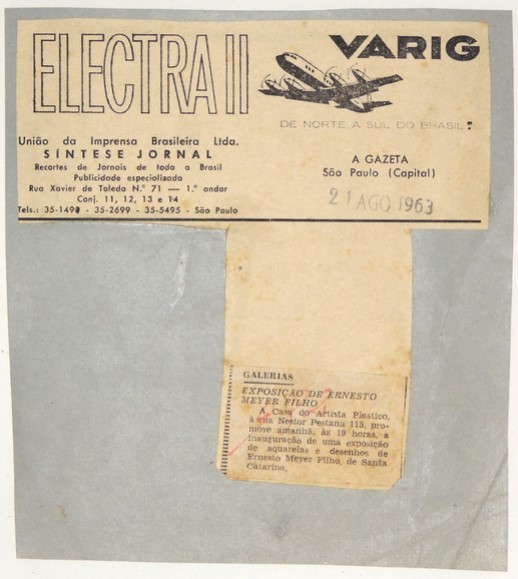 ELECTRA II
VARIG
DE NORTE A SUL DO BRASIL!
União da Imprensa Brasileira Ltda.
SÍNTESE JORNAL
Recortes de Jornais de todo o Brasil
Publicidade especializada
Rua Xavier de Toledo N.º 71 — 1.º andar
Conj. 11, 12, 13 e 14
Tels.: 35-1490 - 35-2699 - 35-5495 - São Paulo
A GAZETA
São Paulo (Capital)
21 AGO 1963
GALERIAS
EXPOSIÇÃO DE ERNESTO
MEYER FILHO
A Casa do Artista Plastico,
à rua Nestor Pestana 115, pro-
move amanhã, às 19 horas, a
inauguração de uma exposição
de aquarelas e desenhos de
Ernesto Meyer Filho, de Santa
Catarina.